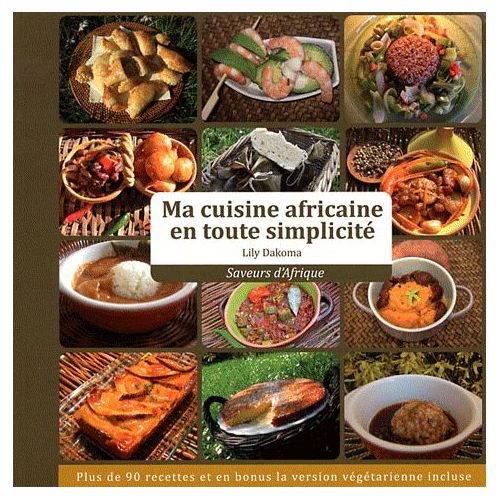 Ma cuisine africaine
en toute simplicité
Lily Dakoma
Saveurs d'Afrique
Plus de 90 recettes et en bonus la version végétarienne incluse